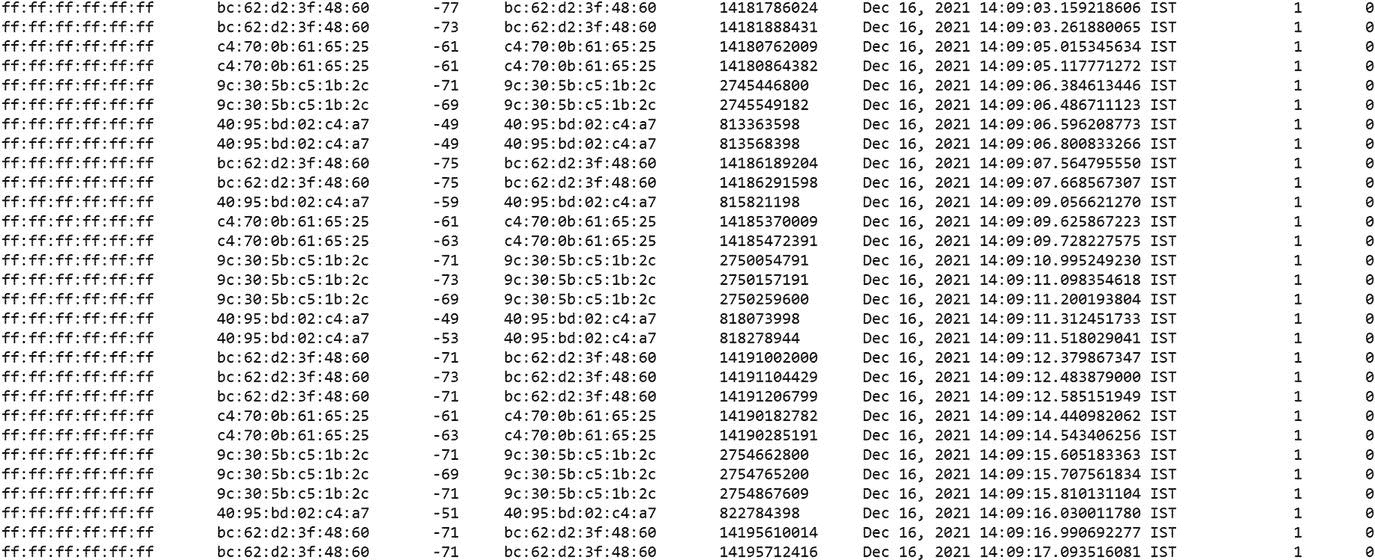 ff:ff:ff:ff:ff:ff bc:62:d2:3f:48:60 -77 bc:62:d2:3f:48:60 14181786024 Dec 16, 2021 14:09:03.159218606 IST 1 0
ff:ff:ff:ff:ff:ff bc:62:d2:3f:48:60 -73 bc:62:d2:3f:48:60 14181888431 Dec 16, 2021 14:09:03.261880065 IST 1 0
ff:ff:ff:ff:ff:ff c4:70:0b:61:65:25 -61 c4:70:0b:61:65:25 14180762009 Dec 16, 2021 14:09:05.015345634 IST 1 0
ff:ff:ff:ff:ff:ff c4:70:0b:61:65:25 -61 c4:70:0b:61:65:25 14180864382 Dec 16, 2021 14:09:05.117771272 IST 1 0
ff:ff:ff:ff:ff:ff 9c:30:5b:c5:1b:2c -71 9c:30:5b:c5:1b:2c 2745446800 Dec 16, 2021 14:09:06.384613446 IST 1 0
ff:ff:ff:ff:ff:ff 9c:30:5b:c5:1b:2c -69 9c:30:5b:c5:1b:2c 2745549182 Dec 16, 2021 14:09:06.486711123 IST 1 0
ff:ff:ff:ff:ff:ff 40:95:bd:02:c4:a7 -49 40:95:bd:02:c4:a7 813363598 Dec 16, 2021 14:09:06.596208773 IST 1 0
ff:ff:ff:ff:ff:ff 40:95:bd:02:c4:a7 -49 40:95:bd:02:c4:a7 813568398 Dec 16, 2021 14:09:06.800833266 IST 1 0
ff:ff:ff:ff:ff:ff bc:62:d2:3f:48:60 -75 bc:62:d2:3f:48:60 14186189204 Dec 16, 2021 14:09:07.564795550 IST 1 0
ff:ff:ff:ff:ff:ff bc:62:d2:3f:48:60 -75 bc:62:d2:3f:48:60 14186291598 Dec 16, 2021 14:09:07.668567307 IST 1 0
ff:ff:ff:ff:ff:ff 40:95:bd:02:c4:a7 -59 40:95:bd:02:c4:a7 815821198 Dec 16, 2021 14:09:09.056621270 IST 1 0
ff:ff:ff:ff:ff:ff c4:70:0b:61:65:25 -61 c4:70:0b:61:65:25 14185370009 Dec 16, 2021 14:09:09.625867223 IST 1 0
ff:ff:ff:ff:ff:ff c4:70:0b:61:65:25 -63 c4:70:0b:61:65:25 14185472391 Dec 16, 2021 14:09:09.728227575 IST 1 0
ff:ff:ff:ff:ff:ff 9c:30:5b:c5:1b:2c -71 9c:30:5b:c5:1b:2c 2750054791 Dec 16, 2021 14:09:10.995249230 IST 1 0
ff:ff:ff:ff:ff:ff 9c:30:5b:c5:1b:2c -73 9c:30:5b:c5:1b:2c 2750157191 Dec 16, 2021 14:09:11.098354618 IST 1 0
ff:ff:ff:ff:ff:ff 9c:30:5b:c5:1b:2c -69 9c:30:5b:c5:1b:2c 2750259600 Dec 16, 2021 14:09:11.200193804 IST 1 0
ff:ff:ff:ff:ff:ff 40:95:bd:02:c4:a7 -49 40:95:bd:02:c4:a7 818073998 Dec 16, 2021 14:09:11.312451733 IST 1 0
ff:ff:ff:ff:ff:ff 40:95:bd:02:c4:a7 -53 40:95:bd:02:c4:a7 818278944 Dec 16, 2021 14:09:11.518029041 IST 1 0
ff:ff:ff:ff:ff:ff bc:62:d2:3f:48:60 -71 bc:62:d2:3f:48:60 14191002000 Dec 16, 2021 14:09:12.379867347 IST 1 0
ff:ff:ff:ff:ff:ff bc:62:d2:3f:48:60 -73 bc:62:d2:3f:48:60 14191104429 Dec 16, 2021 14:09:12.483879000 IST 1 0
ff:ff:ff:ff:ff:ff bc:62:d2:3f:48:60 -71 bc:62:d2:3f:48:60 14191206799 Dec 16, 2021 14:09:12.585151949 IST 1 0
ff:ff:ff:ff:ff:ff c4:70:0b:61:65:25 -61 c4:70:0b:61:65:25 14190182782 Dec 16, 2021 14:09:14.440982062 IST 1 0
ff:ff:ff:ff:ff:ff c4:70:0b:61:65:25 -63 c4:70:0b:61:65:25 14190285191 Dec 16, 2021 14:09:14.543406256 IST 1 0
ff:ff:ff:ff:ff:ff 9c:30:5b:c5:1b:2c -71 9c:30:5b:c5:1b:2c 2754662800 Dec 16, 2021 14:09:15.605183363 IST 1 0
ff:ff:ff:ff:ff:ff 9c:30:5b:c5:1b:2c -69 9c:30:5b:c5:1b:2c 2754765200 Dec 16, 2021 14:09:15.707561834 IST 1 0
ff:ff:ff:ff:ff:ff 9c:30:5b:c5:1b:2c -71 9c:30:5b:c5:1b:2c 2754867609 Dec 16, 2021 14:09:15.810131104 IST 1 0
ff:ff:ff:ff:ff:ff 40:95:bd:02:c4:a7 -51 40:95:bd:02:c4:a7 822784398 Dec 16, 2021 14:09:16.030011780 IST 1 0
ff:ff:ff:ff:ff:ff bc:62:d2:3f:48:60 -71 bc:62:d2:3f:48:60 14195610014 Dec 16, 2021 14:09:16.990692277 IST 1 0
ff:ff:ff:ff:ff:ff bc:62:d2:3f:48:60 -71 bc:62:d2:3f:48:60 14195712416 Dec 16, 2021 14:09:17.093516081 IST 1 0